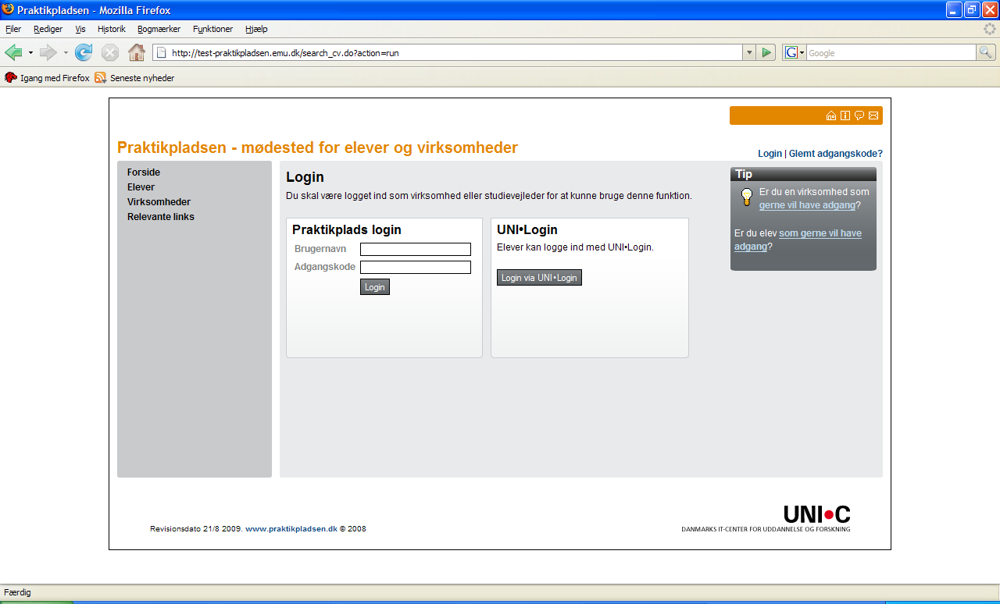 Praktikpladsen - Mozilla Firefox
Filer Rediger Vis Historik Bogmærker Funktioner Hjælp
http://test-praktikpladsen.emu.dk/search_cv.do?action=run
G Google
Igang med Firefox Seneste nyheder
Praktikpladsen - mødested for elever og virksomheder
Login | Glemt adgangskode?
Forside
Elever
Virksomheder
Relevante links
Login
Du skal være logget ind som virksomhed eller studievejleder for at kunne bruge denne funktion.
Praktikplads login
Brugernavn
Adgangskode
Login
UNI•Login
Elever kan logge ind med UNI•Login.
Login via UNI•Login
Tip
Er du en virksomhed som
gerne vil have adgang?
Er du elev som gerne vil have
adgang?
Revisionsdato 21/8 2009. www.praktikpladsen.dk © 2008
UNI•C
DANMARKS IT-CENTER FOR UDDANNELSE OG FORSKNING
Færdig